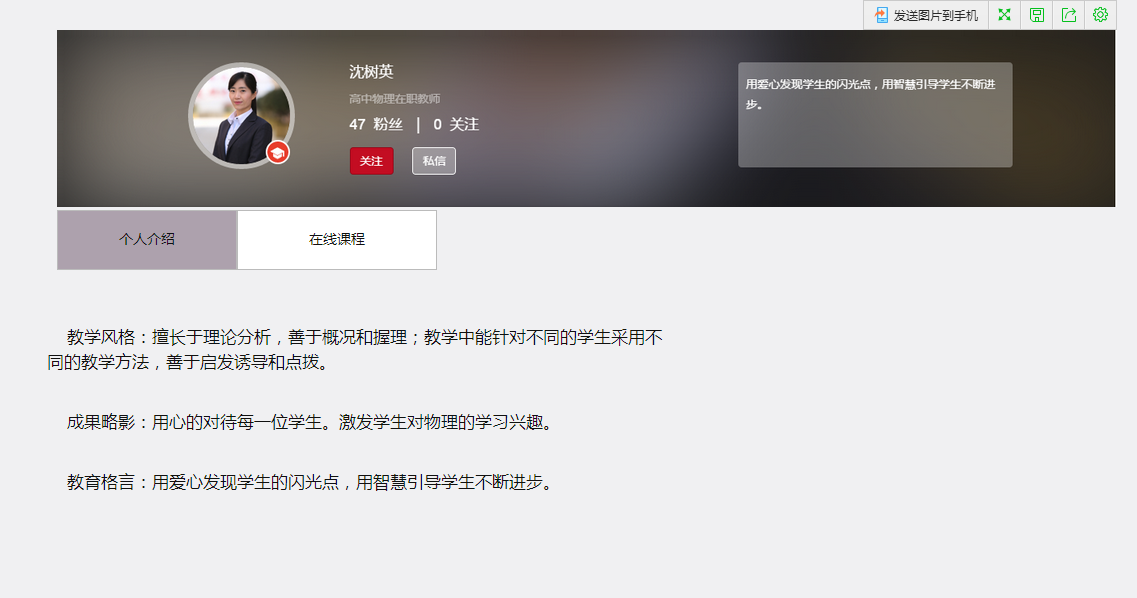 发送图片到手机
沈树英
高中物理在职教师
47 粉丝 | 0 关注
关注 私信
用爱心发现学生的闪光点，用智慧引导学生不断进
步。
个人介绍 在线课程
教学风格：擅长于理论分析，善于概况和握理；教学中能针对不同的学生采用不
同的教学方法，善于启发诱导和点拨。
成果略影：用心的对待每一位学生。激发学生对物理的学习兴趣。
教育格言：用爱心发现学生的闪光点，用智慧引导学生不断进步。